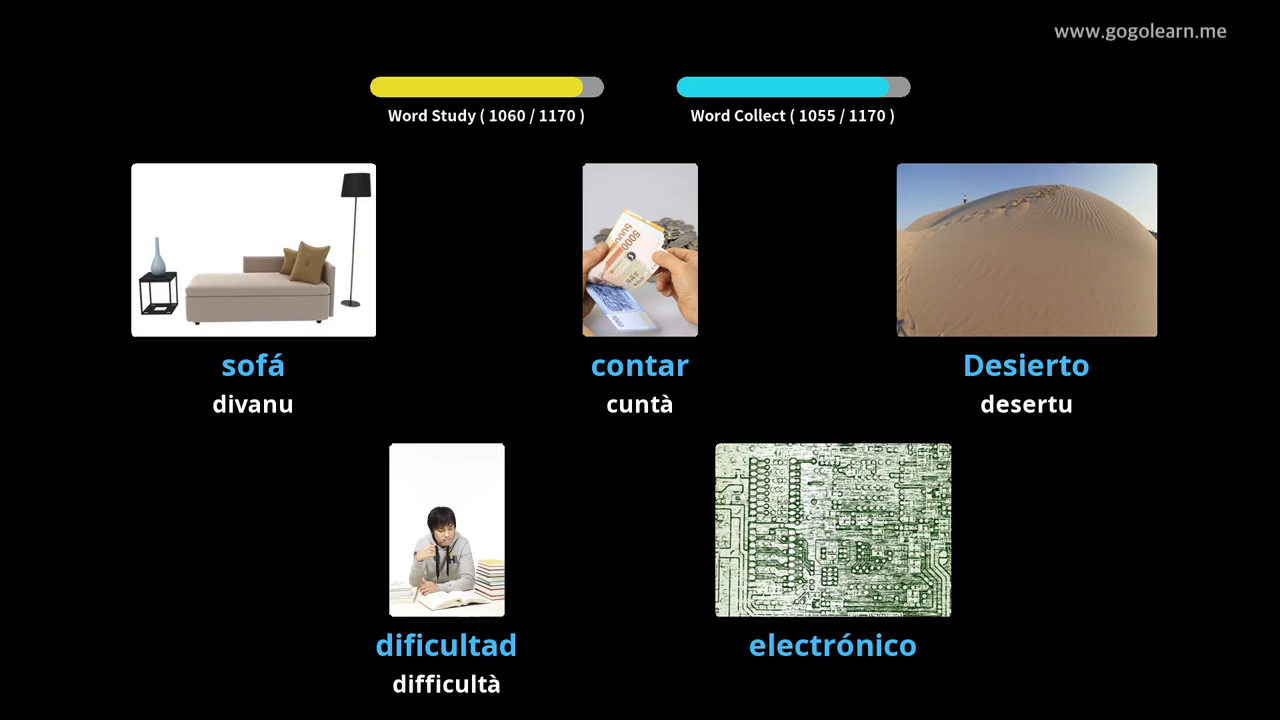 www.gogolearn.me
Word Study ( 1060 / 1170 )
Word Collect ( 1055 / 1170 )
sofá
divanu
contar
cuntà
Desierto
desertu
dificultad
difficultà
electrónico